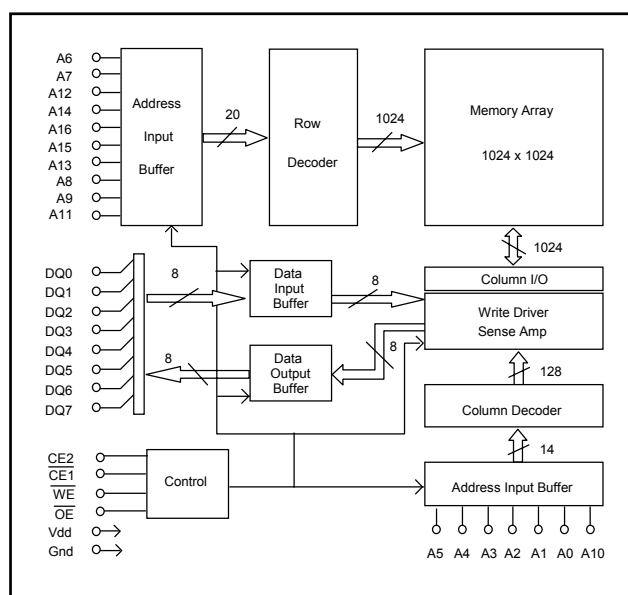 A6
A7
A12
A14
A16
A15
A13
A8
A9
A11
Address
Input
Buffer
20
Row
Decoder
1024
Memory Array
1024 x 1024
1024
DQ0
DQ1
DQ2
DQ3
DQ4
DQ5
DQ6
DQ7
8
Data
Input
Buffer
8
Column I/O
Write Driver
Sense Amp
8
Data
Output
Buffer
8
128
Column Decoder
14
CE2
CE1
WE
OE
Vdd
Gnd
Control
Address Input Buffer
A5 A4 A3 A2 A1 A0 A10